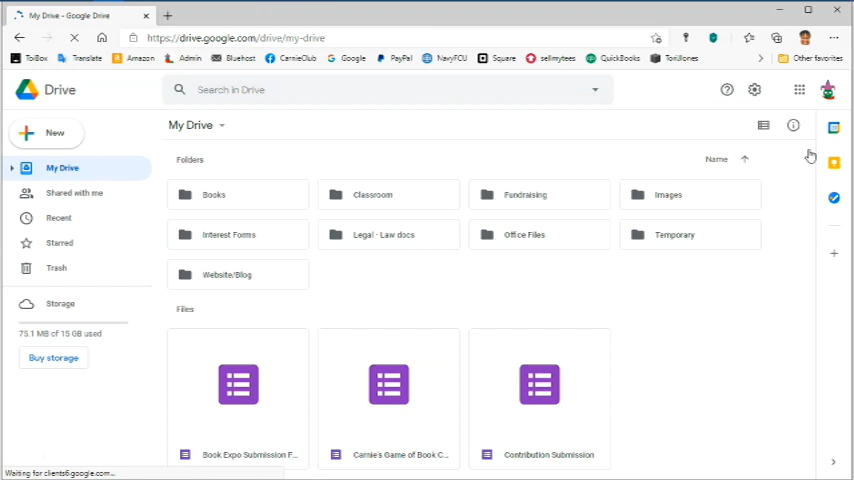 My Drive - Google Drive
https://drive.google.com/drive/my-drive
ToiBox Translate Amazon Admin Bluehost CarnieClub Google PayPal NavyFCU Square sellmytees QuickBooks ToriIJones Other favorites
Drive
Search in Drive
New
My Drive
Name
My Drive
Shared with me
Recent
Starred
Trash
Storage
75.1 MB of 15 GB used
Buy storage
Folders
Books Classroom Fundraising Images
Interest Forms Legal - Law docs Office Files Temporary
Website/Blog
Files
Book Expo Submission F... Carnie's Game of Book C... Contribution Submission
Waiting for clients6.google.com...